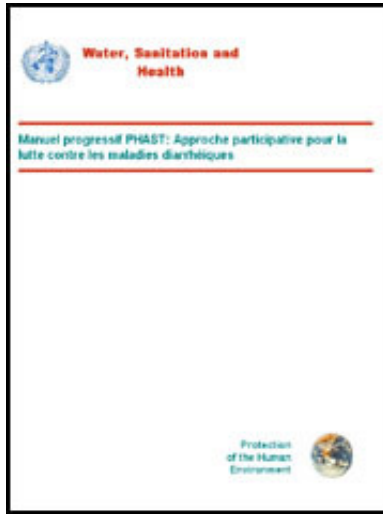 Water, Sanitation and
Health
Manuel progressif PHAST: Approche participative pour la
lutte contre les maladies diarrhéiques
Protection
of the Human
Environment